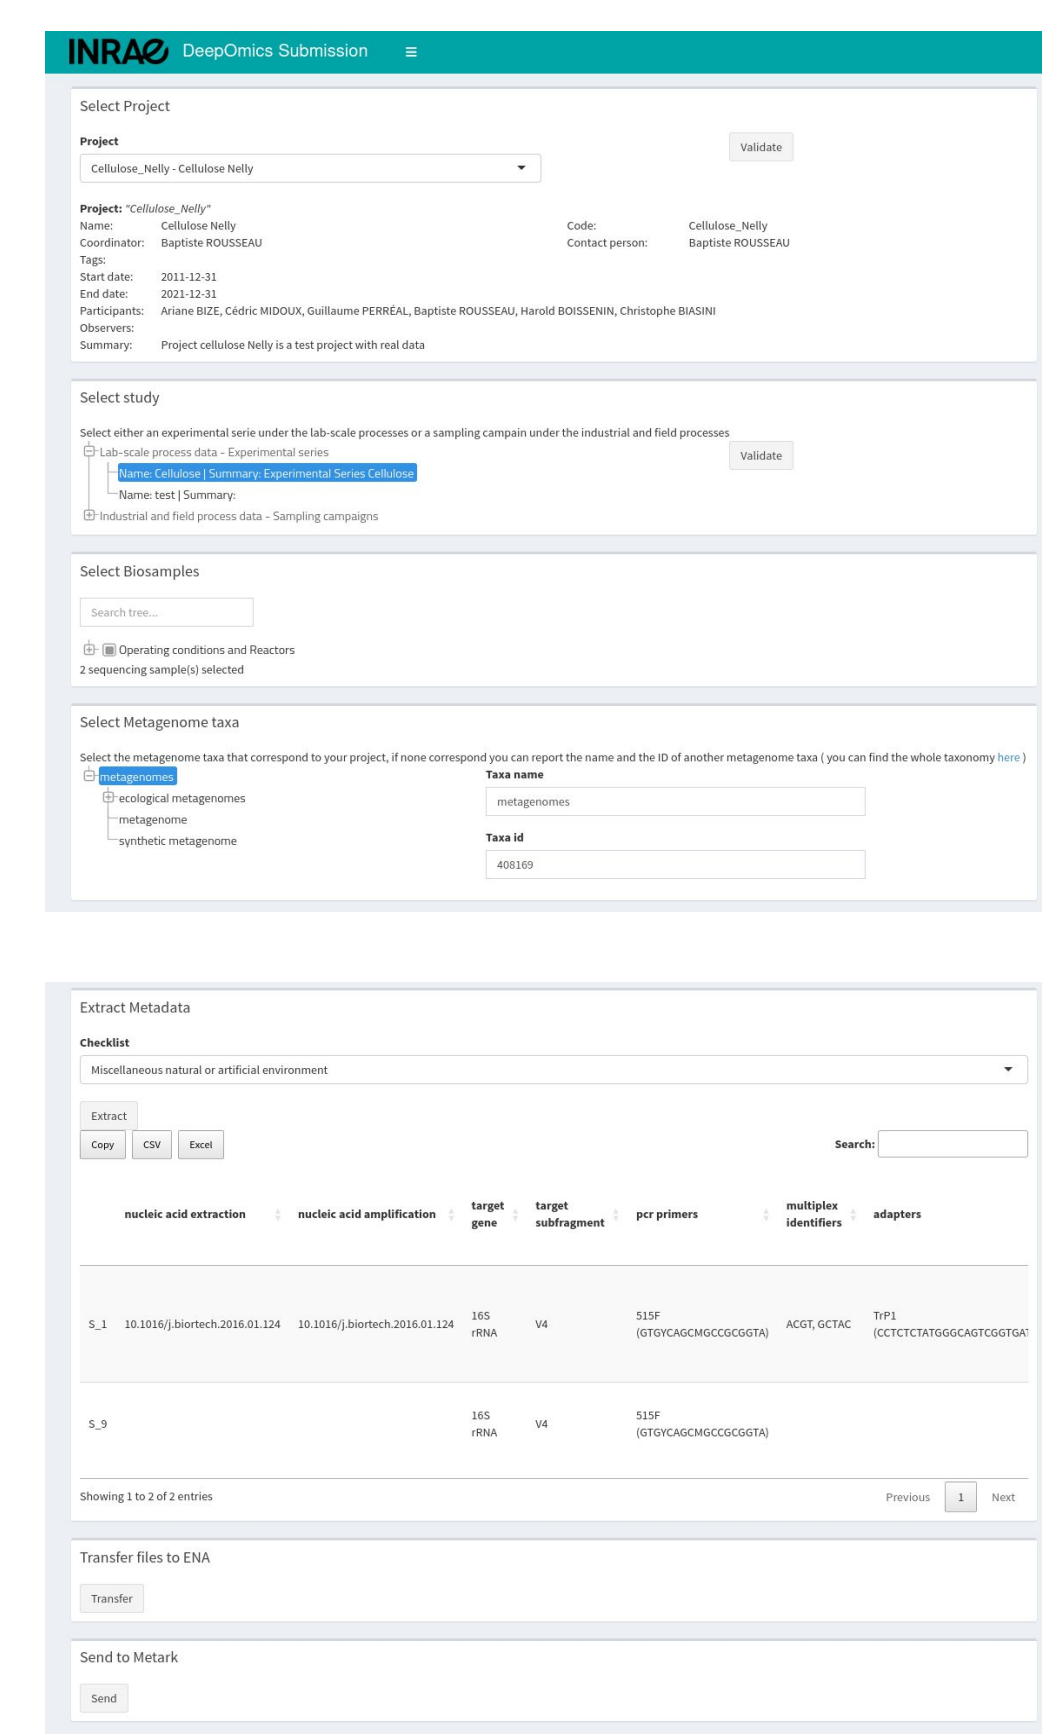 INRAE DeepOmics Submission
Select Project
Project
Validate
Cellulose_Nelly - Cellulose Nelly
Project: "Cellulose_Nelly"
Name: Cellulose Nelly Code: Cellulose_Nelly
Coordinator: Baptiste ROUSSEAU Contact person: Baptiste ROUSSEAU
Tags:
Start date: 2011-12-31
End date: 2021-12-31
Participants: Ariane BIZE, Cédric MIDOUX, Guillaume PERRÉAL, Baptiste ROUSSEAU, Harold BOISSENIN, Christophe BIASINI
Observers:
Summary: Project cellulose Nelly is a test project with real data
Select study
Select either an experimental serie under the lab-scale processes or a sampling campain under the industrial and field processes
Lab-scale process data - Experimental series
Validate
Name: Cellulose | Summary: Experimental Series Cellulose
Name: test | Summary:
Industrial and field process data - Sampling campaigns
Select Biosamples
Search tree...
Operating conditions and Reactors
2 sequencing sample(s) selected
Select Metagenome taxa
Select the metagenome taxa that correspond to your project, if none correspond you can report the name and the ID of another metagenome taxa ( you can find the whole taxonomy here )
metagenomes
ecological metagenomes
metagenome
synthetic metagenome
Taxa name
metagenomes
Taxa id
408169
Extract Metadata
Checklist
Miscellaneous natural or artificial environment
Extract
Copy CSV Excel Search:
nucleic acid extraction nucleic acid amplification target gene target subfragment pcr primers multiplex identifiers adapters
S_1 10.1016/j.biortech.2016.01.124 10.1016/j.biortech.2016.01.124 16S rRNA V4 515F (GTGYCAGCMGCCGCGGTA) ACGT, GCTAC TrP1 (CCTCTCTATGGGCAGTCGGTGAT
S_9 16S rRNA V4 515F (GTGYCAGCMGCCGCGGTA)
Showing 1 to 2 of 2 entries Previous 1 Next
Transfer files to ENA
Transfer
Send to Metark
Send